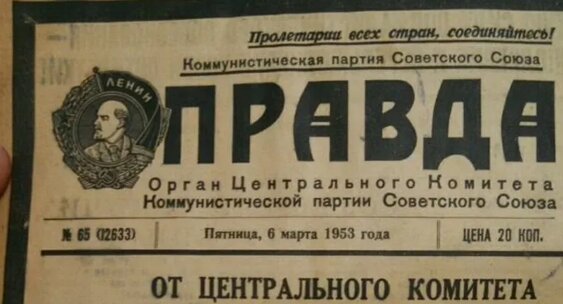 Пролетарии всех стран, соединяйтесь!
Коммунистическая партия Советского Союза
ЛЕНИН
ПРАВДА
Орган Центрального Комитета
Коммунистической партии Советского Союза
№ 65 (12633)
Пятница, 6 марта 1953 года
ЦЕНА 20 КОП.
ОТ ЦЕНТРАЛЬНОГО КОМИТЕТА